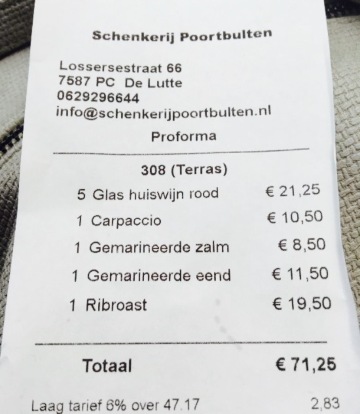 Schenkerij Poortbulten
Lossersestraat 66
7587 PC De Lutte
0629296644
info@schenkerijpoortbulten.nl
Proforma
308 (Terras)
5 Glas huiswijn rood € 21,25
1 Carpaccio € 10,50
1 Gemarineerde zalm € 8,50
1 Gemarineerde eend € 11,50
1 Ribroast € 19,50
Totaal € 71,25
Laag tarief 6% over 47.17 2,83